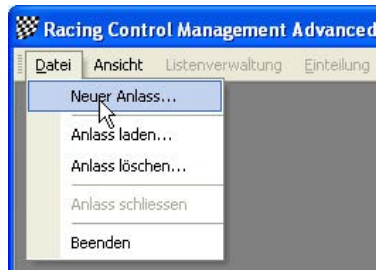 Racing Control Management Advanced
Datei Ansicht Listenverwaltung Einteilung
Neuer Anlass...
Anlass laden...
Anlass löschen...
Anlass schliessen
Beenden